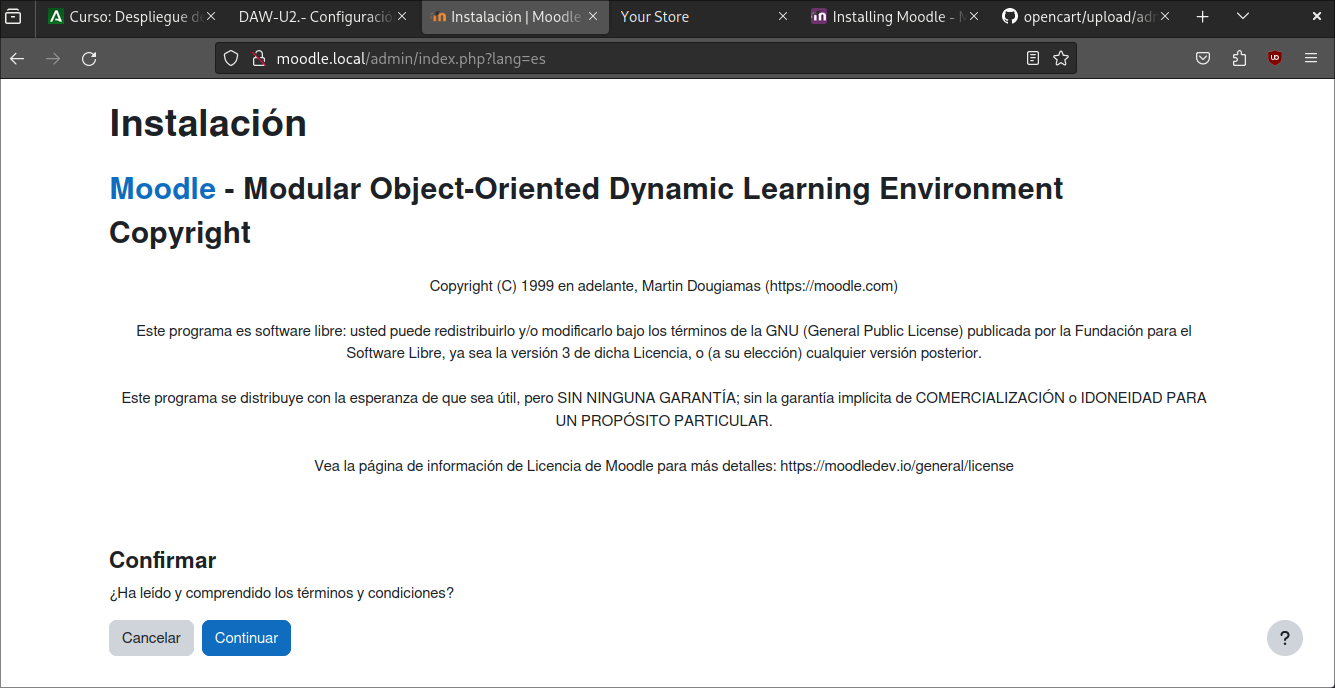 Curso: Despliegue de
DAW-U2.- Configuració
Instalación | Moodle
Your Store
Installing Moodle - M
opencart/upload/adr
moodle.local/admin/index.php?lang=es
Instalación
Moodle - Modular Object-Oriented Dynamic Learning Environment
Copyright
Copyright (C) 1999 en adelante, Martin Dougiamas (https://moodle.com)
Este programa es software libre: usted puede redistribuirlo y/o modificarlo bajo los términos de la GNU (General Public License) publicada por la Fundación para el
Software Libre, ya sea la versión 3 de dicha Licencia, o (a su elección) cualquier versión posterior.
Este programa se distribuye con la esperanza de que sea útil, pero SIN NINGUNA GARANTÍA; sin la garantía implícita de COMERCIALIZACIÓN o IDONEIDAD PARA
UN PROPÓSITO PARTICULAR.
Vea la página de información de Licencia de Moodle para más detalles: https://moodledev.io/general/license
Confirmar
¿Ha leído y comprendido los términos y condiciones?
Cancelar
Continuar
?